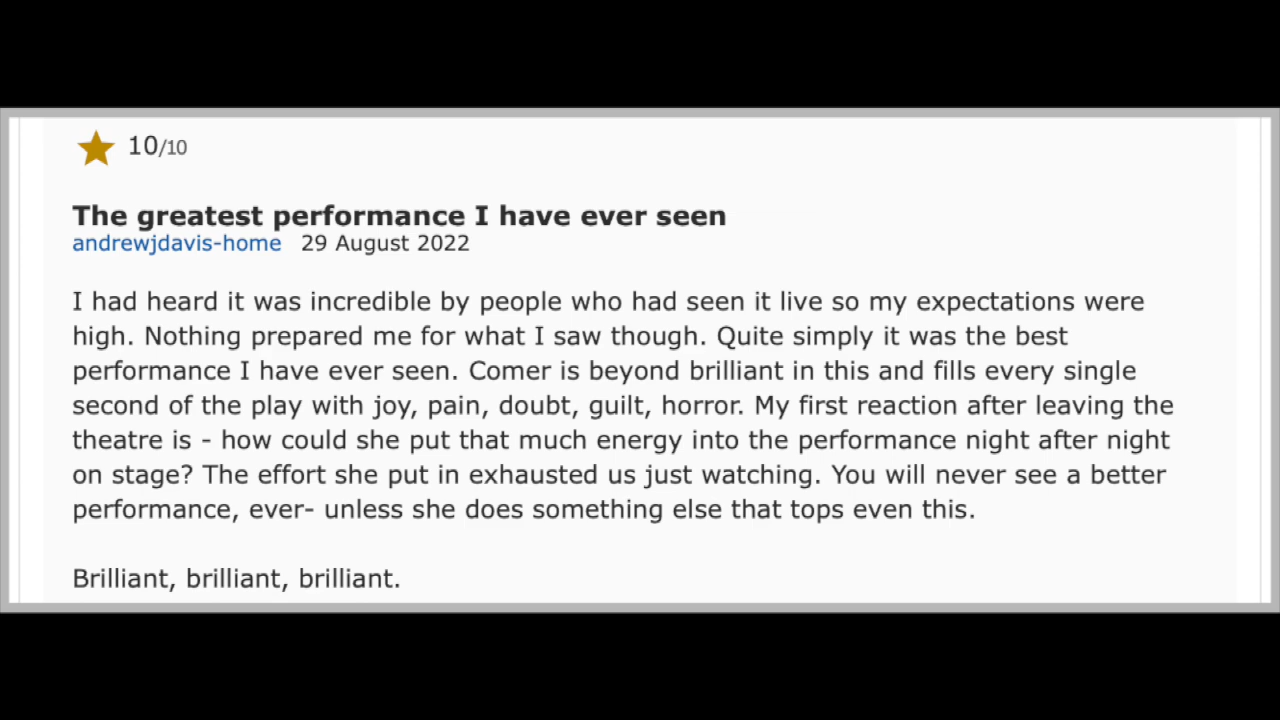 10/10
The greatest performance I have ever seen
andrewjdavis-home 29 August 2022
I had heard it was incredible by people who had seen it live so my expectations were
high. Nothing prepared me for what I saw though. Quite simply it was the best
performance I have ever seen. Comer is beyond brilliant in this and fills every single
second of the play with joy, pain, doubt, guilt, horror. My first reaction after leaving the
theatre is - how could she put that much energy into the performance night after night
on stage? The effort she put in exhausted us just watching. You will never see a better
performance, ever- unless she does something else that tops even this.
Brilliant, brilliant, brilliant.